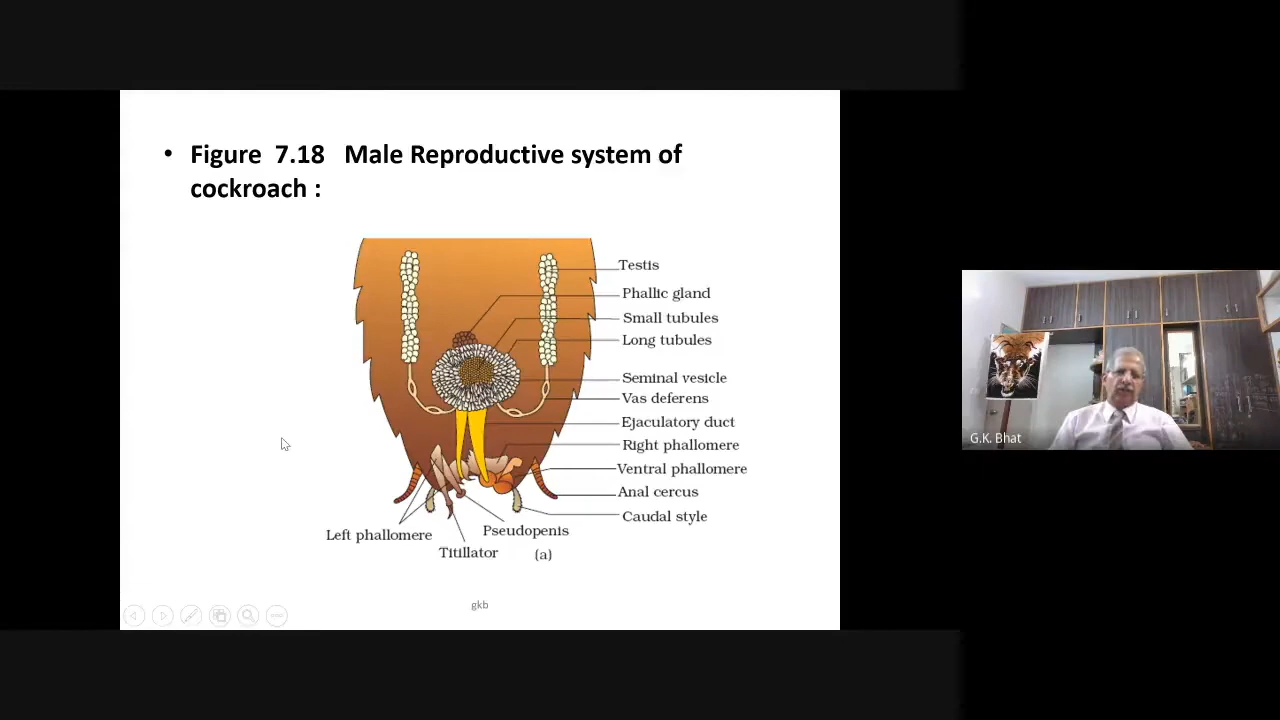 • Figure 7.18 Male Reproductive system of
cockroach :
Testis
Phallic gland
Small tubules
Long tubules
Seminal vesicle
Vas deferens
Ejaculatory duct
Right phallomere
Ventral phallomere
Anal cercus
Caudal style
Left phallomere
Pseudopenis
Titillator
(a)
gkb
G.K. Bhat